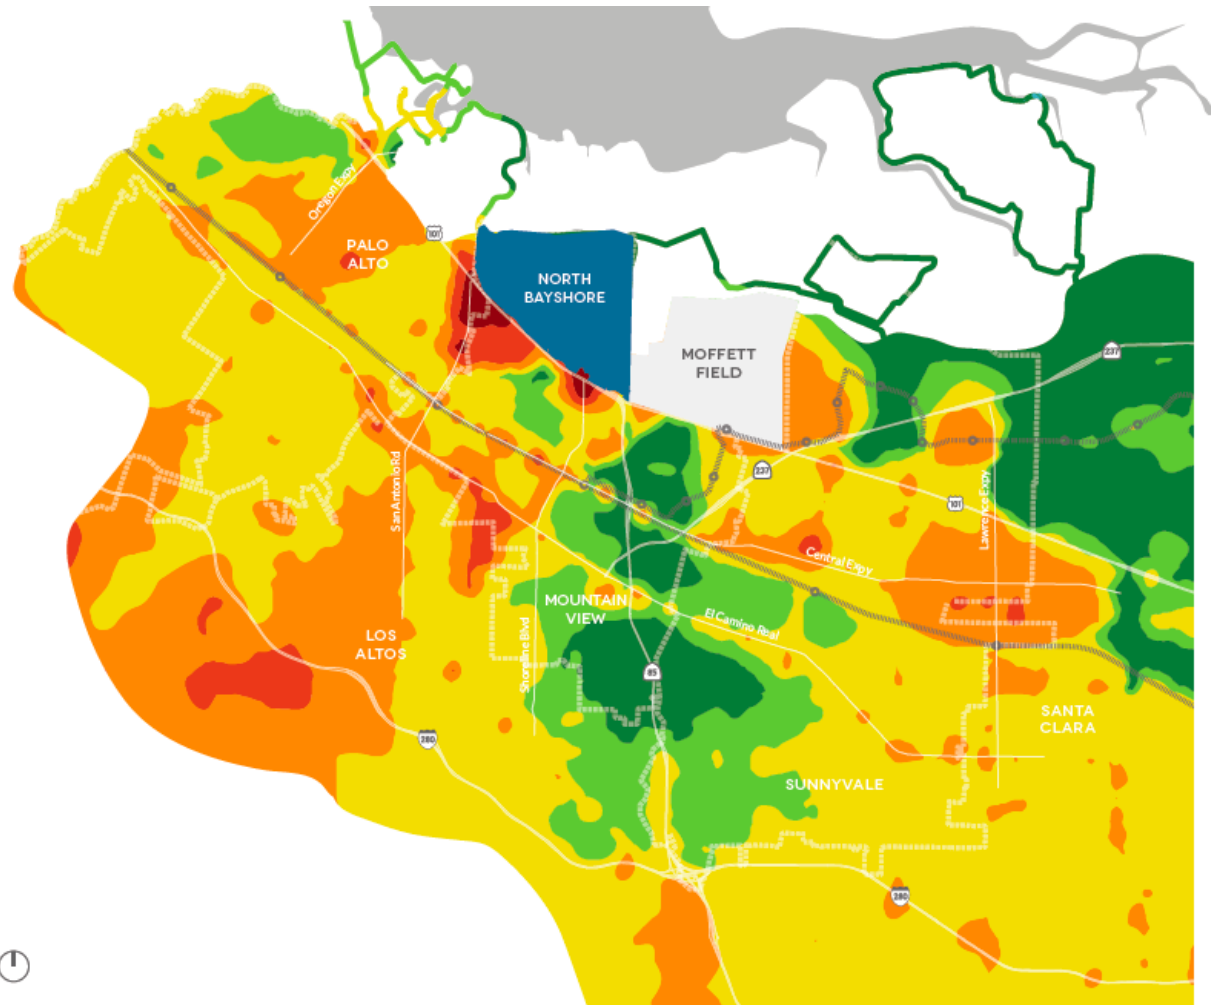 Oregon Expy
101
PALO
ALTO
NORTH
BAYSHORE
MOFFETT
FIELD
237
237
San Antonio Rd
101
Lawrence Expy
Central Expy
MOUNTAIN
VIEW
El Camino Real
LOS
ALTOS
Shoreline Blvd
85
280
SANTA
CLARA
SUNNYVALE
280